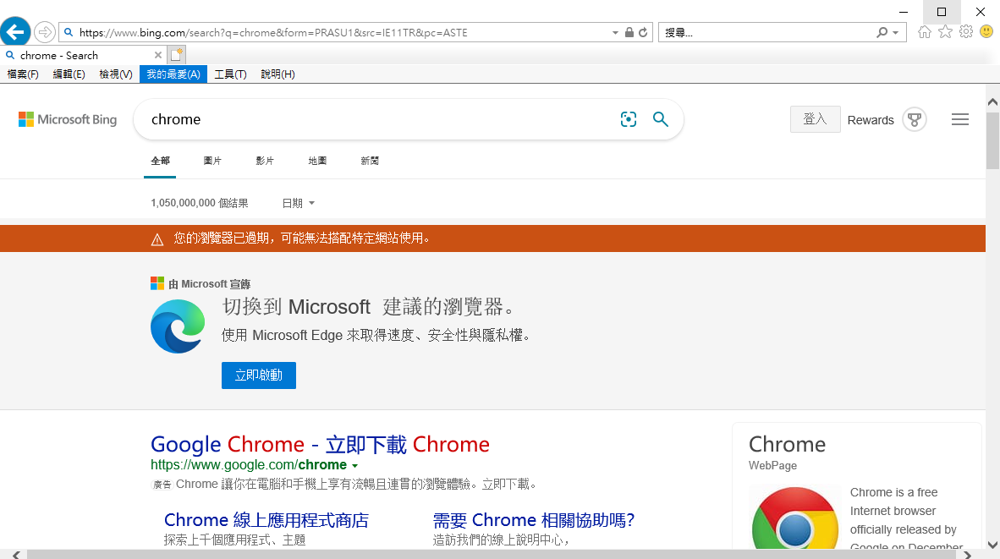 https://www.bing.com/search?q=chrome&form=PRASU1&src=IE11TR&pc=ASTE
搜尋...
chrome - Search
檔案(F) 編輯(E) 檢視(V) 我的最愛(A) 工具(T) 說明(H)
Microsoft Bing
chrome
登入
Rewards
全部 圖片 影片 地圖 新聞
1,050,000,000 個結果 日期
您的瀏覽器已過期，可能無法搭配特定網站使用。
由 Microsoft 宣傳
切換到 Microsoft 建議的瀏覽器。
使用 Microsoft Edge 來取得速度、安全性與隱私權。
立即啟動
Google Chrome - 立即下載 Chrome
https://www.google.com/chrome
廣告 Chrome 讓你在電腦和手機上享有流暢且連貫的瀏覽體驗。立即下載。
Chrome 線上應用程式商店
探索上千個應用程式、主題
需要 Chrome 相關協助嗎?
造訪我們的線上說明中心，
Chrome
WebPage
Chrome is a free
Internet browser
officially released by
Google on December